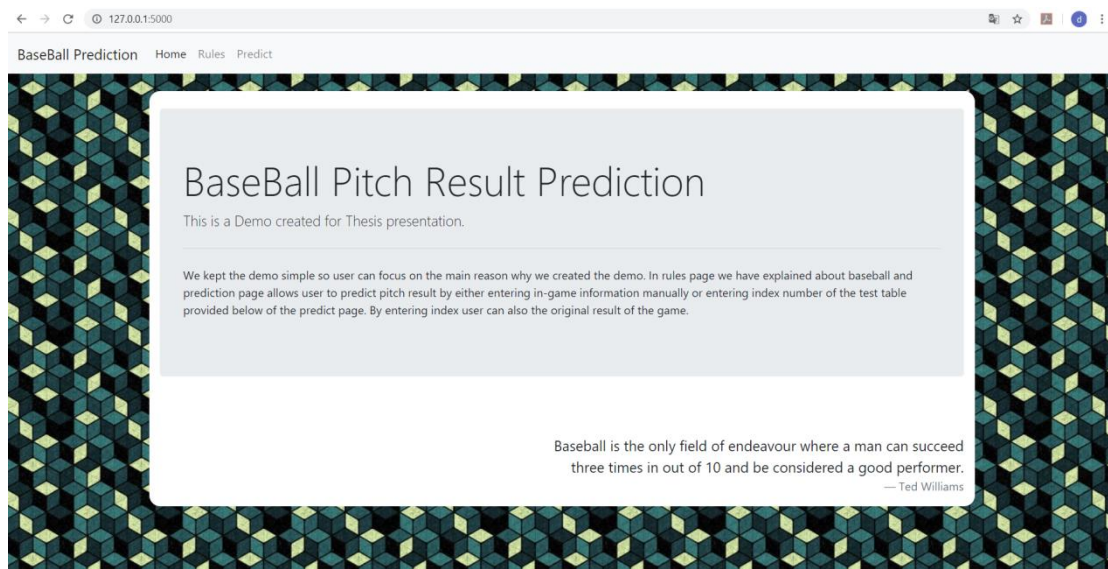 127.0.0.1:5000
d
BaseBall Prediction Home Rules Predict
BaseBall Pitch Result Prediction
This is a Demo created for Thesis presentation.
We kept the demo simple so user can focus on the main reason why we created the demo. In rules page we have explained about baseball and
prediction page allows user to predict pitch result by either entering in-game information manually or entering index number of the test table
provided below of the predict page. By entering index user can also the original result of the game.
Baseball is the only field of endeavour where a man can succeed
three times in out of 10 and be considered a good performer.
— Ted Williams